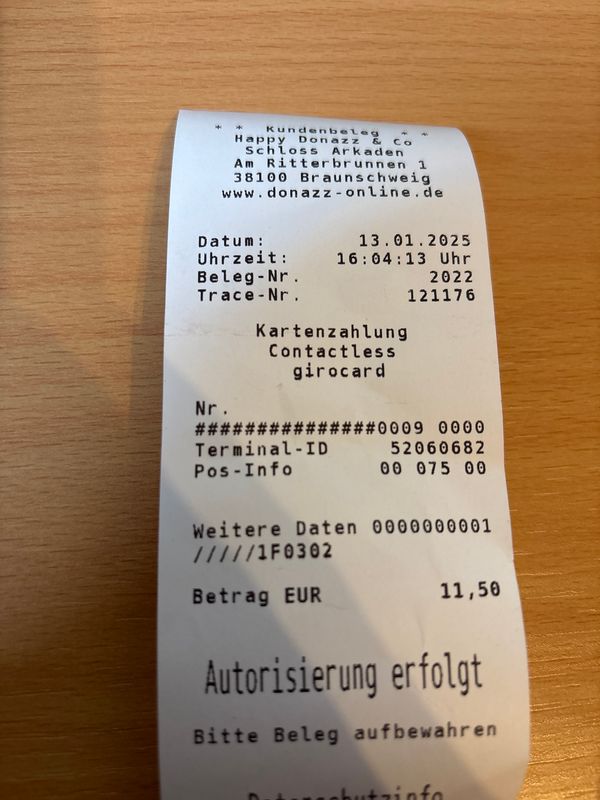 * * Kundenbeleg * *
Happy Donazz & Co
Schloss Arkaden
Am Ritterbrunnen 1
38100 Braunschweig
www.donazz-online.de
Datum: 13.01.2025
Uhrzeit: 16:04:13 Uhr
Beleg-Nr. 2022
Trace-Nr. 121176
Kartenzahlung
Contactless
girocard
Nr.
###############0009 0000
Terminal-ID 52060682
Pos-Info 00 075 00
Weitere Daten 0000000001
/////1F0302
Betrag EUR 11,50
Autorisierung erfolgt
Bitte Beleg aufbewahren
Datenschutzinfo